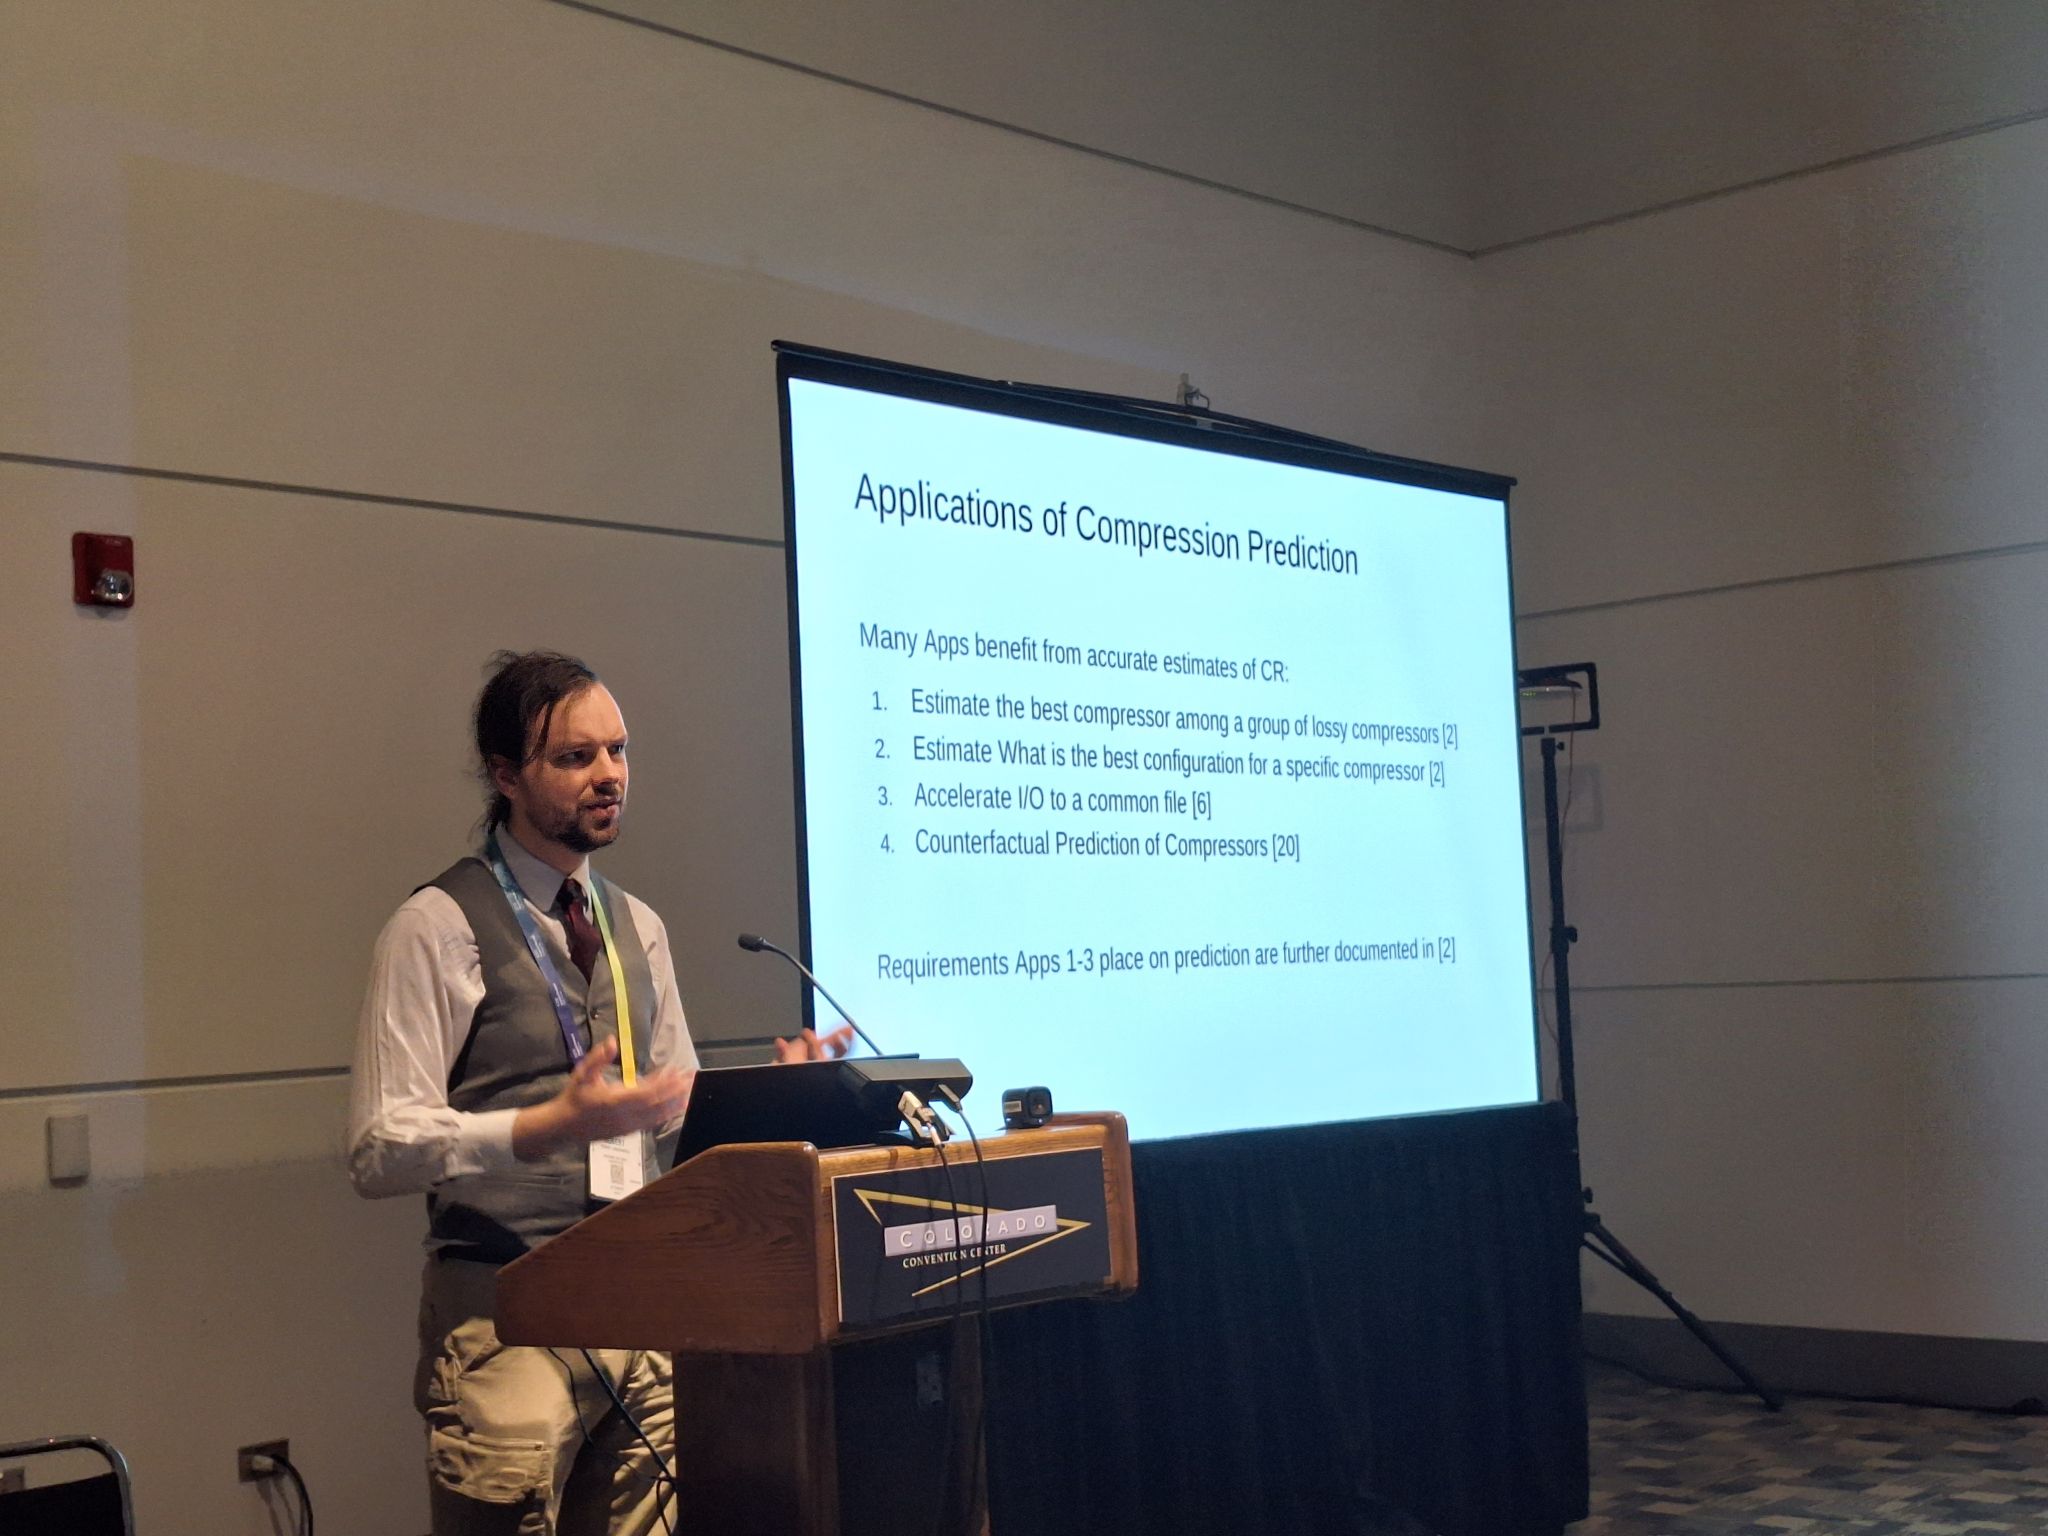 Applications of Compression Prediction
Many Apps benefit from accurate estimates of CR:
1. Estimate the best compressor among a group of lossy compressors [2]
2. Estimate What is the best configuration for a specific compressor [2]
3. Accelerate I/O to a common file [6]
4. Counterfactual Prediction of Compressors [20]
Requirements Apps 1-3 place on prediction are further documented in [2]
COLORADO
CONVENTION CENTER